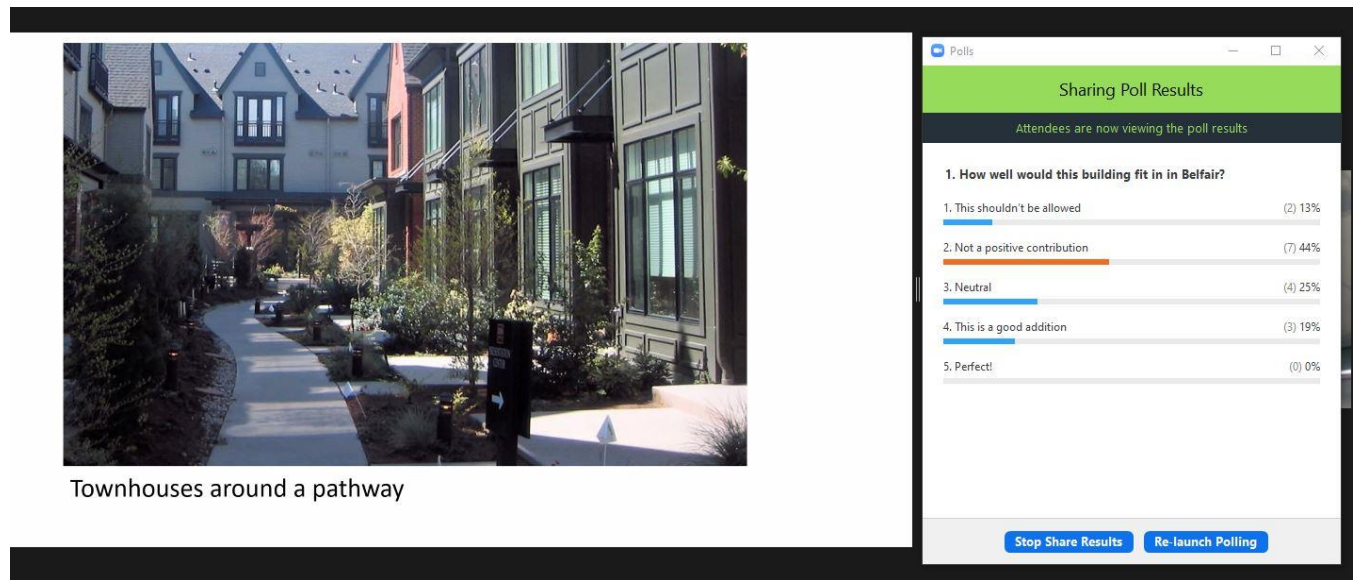 Townhouses around a pathway
Polls
Sharing Poll Results
Attendees are now viewing the poll results
1. How well would this building fit in in Belfair?
1. This shouldn't be allowed (2) 13%
2. Not a positive contribution (7) 44%
3. Neutral (4) 25%
4. This is a good addition (3) 19%
5. Perfect! (0) 0%
Stop Share Results Re-launch Polling